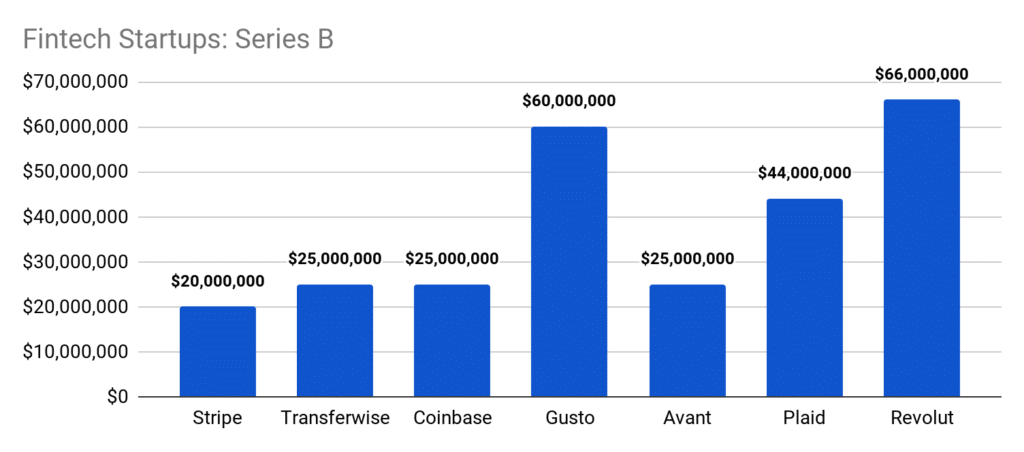 Fintech Startups: Series B
$70,000,000
$60,000,000
$50,000,000
$40,000,000
$30,000,000
$20,000,000
$10,000,000
$0
$20,000,000
$25,000,000
$25,000,000
$60,000,000
$25,000,000
$44,000,000
$66,000,000
Stripe
Transferwise
Coinbase
Gusto
Avant
Plaid
Revolut